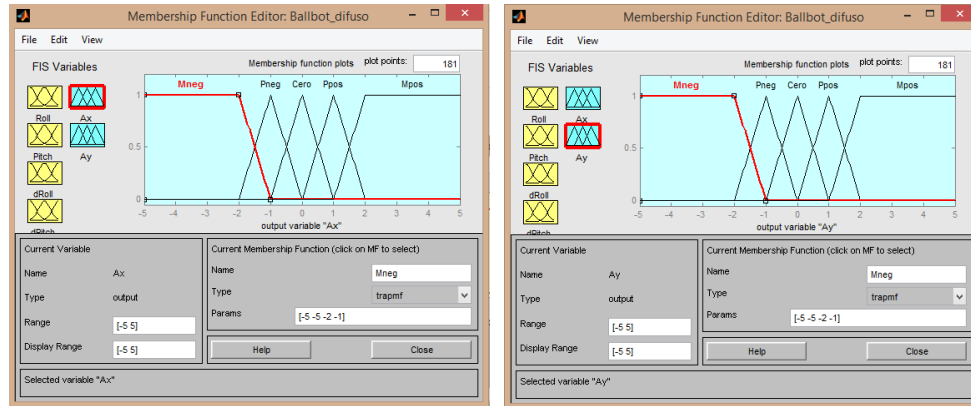 Membership Function Editor: Ballbot_difuso
File Edit View
FIS Variables
Membership function plots plot points: 181
Roll
Pitch
dRoll
dPitch
Ax
Ay
Mneg Pneg Cero Ppos Mpos
1
0.5
0
-5 -4 -3 -2 -1 0 1 2 3 4 5
output variable "Ax"
Current Variable
Name Ax
Type output
Range [-5 5]
Display Range [-5 5]
Current Membership Function (click on MF to select)
Name Mneg
Type trapmf
Params [-5 -5 -2 -1]
Help Close
Selected variable "Ax"
Membership Function Editor: Ballbot_difuso
File Edit View
FIS Variables
Membership function plots plot points: 181
Roll
Pitch
dRoll
dPitch
Ax
Ay
Mneg Pneg Cero Ppos Mpos
1
0.5
0
-5 -4 -3 -2 -1 0 1 2 3 4 5
output variable "Ay"
Current Variable
Name Ay
Type output
Range [-5 5]
Display Range [-5 5]
Current Membership Function (click on MF to select)
Name Mneg
Type trapmf
Params [-5 -5 -2 -1]
Help Close
Selected variable "Ay"